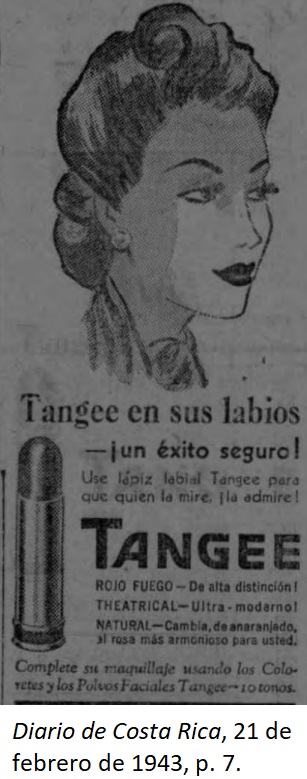 Tangee en sus labios
—¡un éxito seguro!
Use lápiz labial Tangee para
que quien la mire, ¡la admire!
TANGEE
ROJO FUEGO—De alta distinción!
THEATRICAL—Ultra-moderno!
NATURAL—Cambia, de anaranjado,
al rosa más armonioso para usted.
Complete su maquillaje usando los Colo-
retes y los Polvos Faciales Tangee—10 tonos.
Diario de Costa Rica, 21 de
febrero de 1943, p. 7.